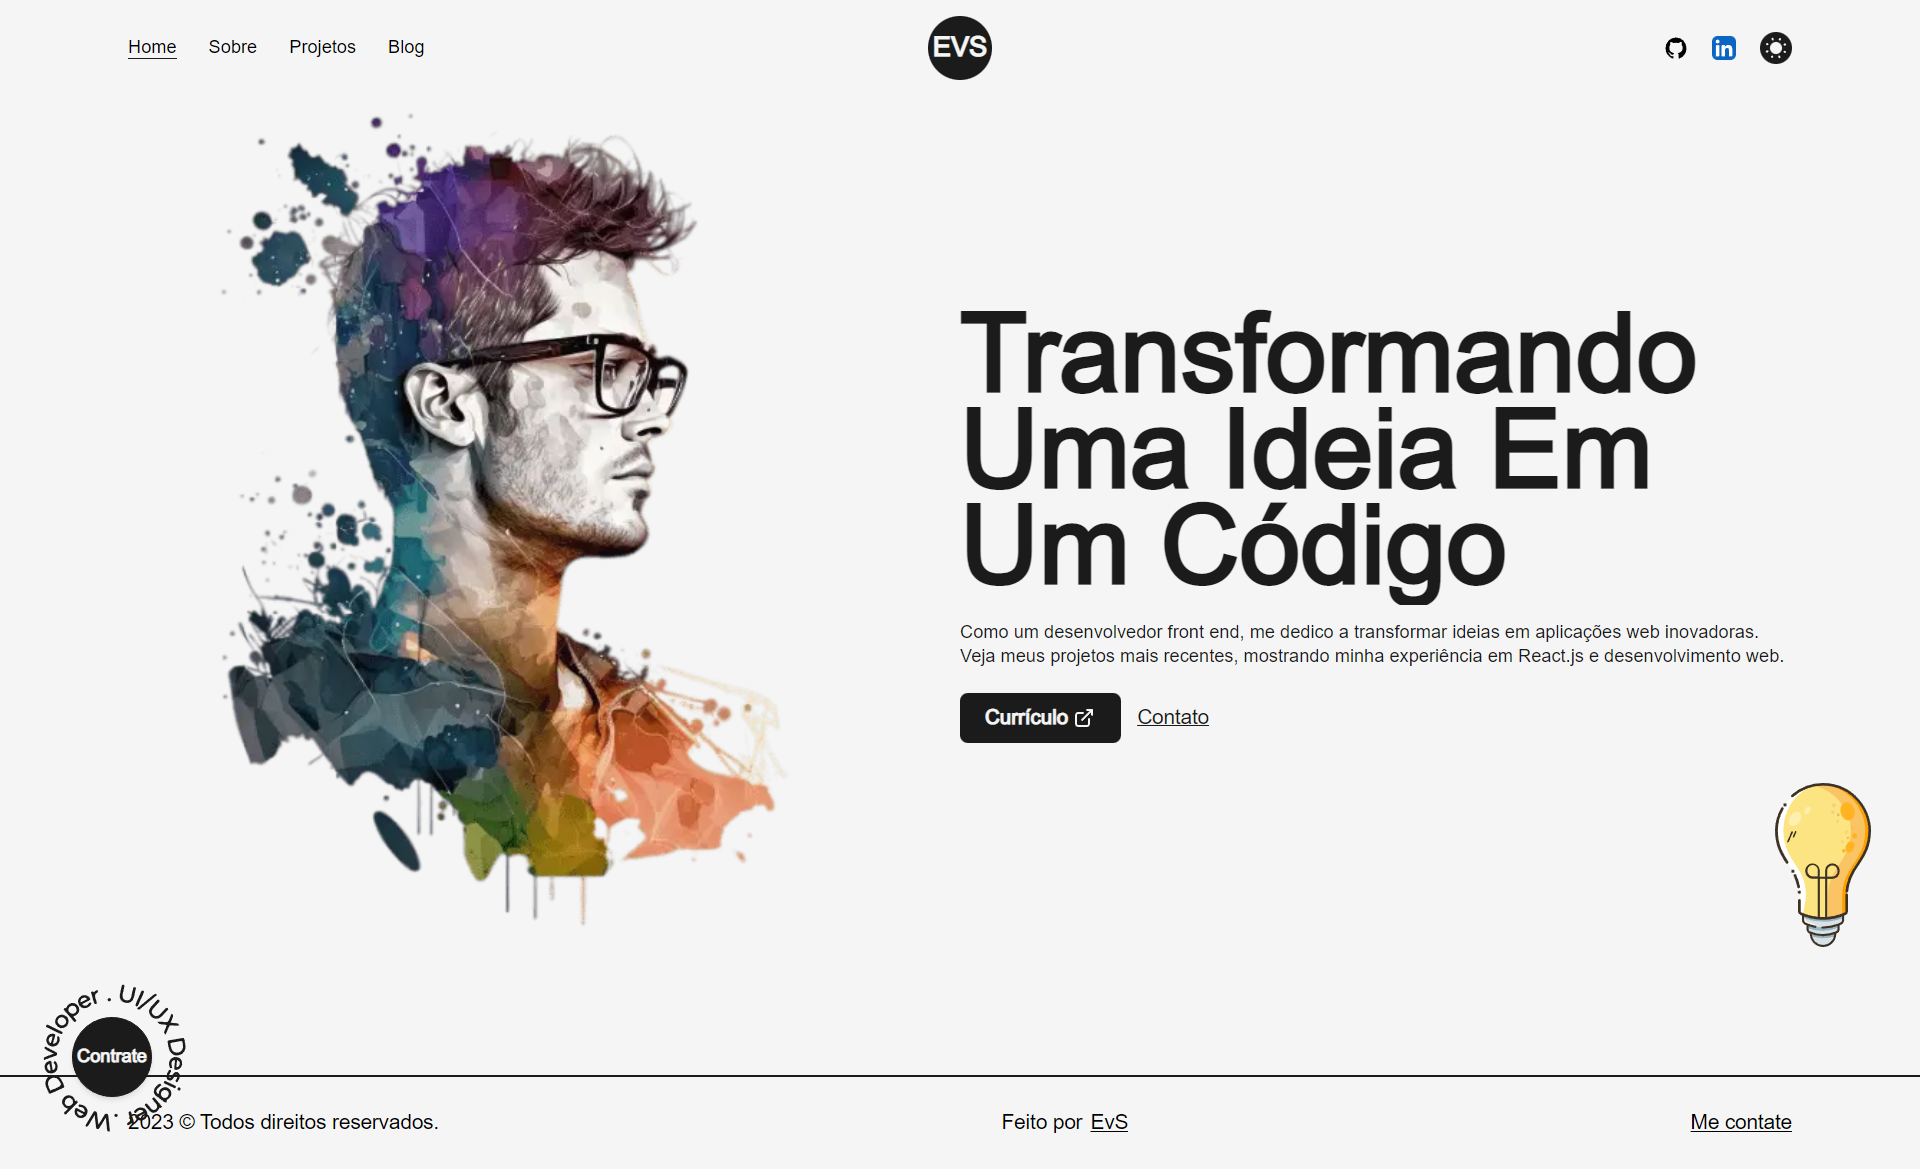 Home Sobre Projetos Blog
EVS
in
Transformando
Uma Ideia Em
Um Código
Como um desenvolvedor front end, me dedico a transformar ideias em aplicações web inovadoras.
Veja meus projetos mais recentes, mostrando minha experiência em React.js e desenvolvimento web.
Currículo Contato
Web Developer . UI/UX Designer .
Contrate
2023 © Todos direitos reservados.
Feito por EvS
Me contate